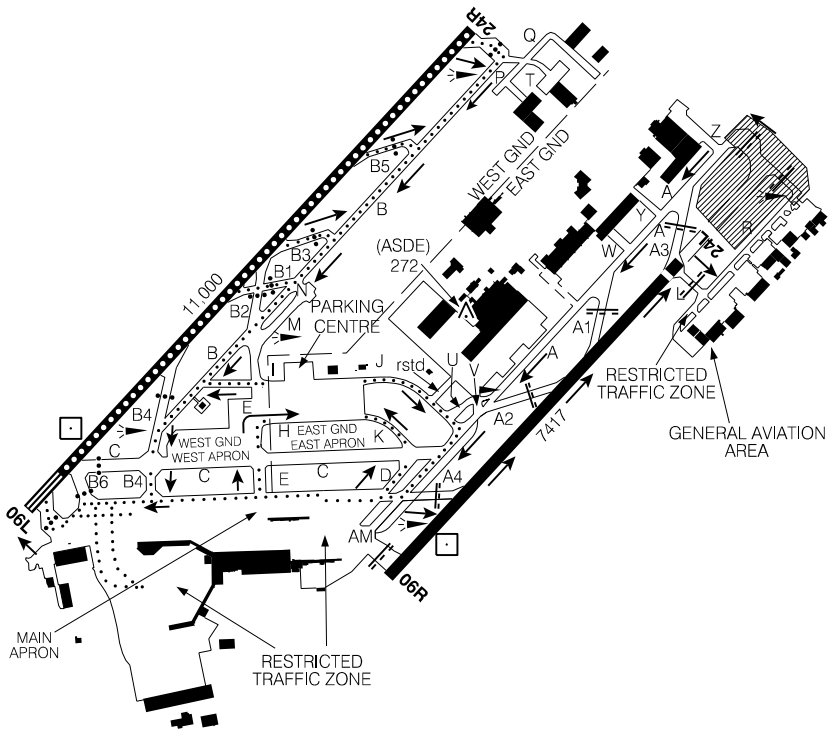 24R
Q
P
T
WEST GND
EAST GND
Z
B5
A
B
Y
R
A
24L
(ASDE)
272
W
A3
B3
B1
11,000
N
L
PARKING
CENTRE
B2
M
A1
J
rstd
U
V
A
B
RESTRICTED
TRAFFIC ZONE
E
A2
7417
B4
H
EAST GND
EAST APRON
K
WEST GND
WEST APRON
GENERAL AVIATION
AREA
C
B6
B4
C
E
C
D
A4
06L
AM
06R
MAIN
APRON
RESTRICTED
TRAFFIC ZONE